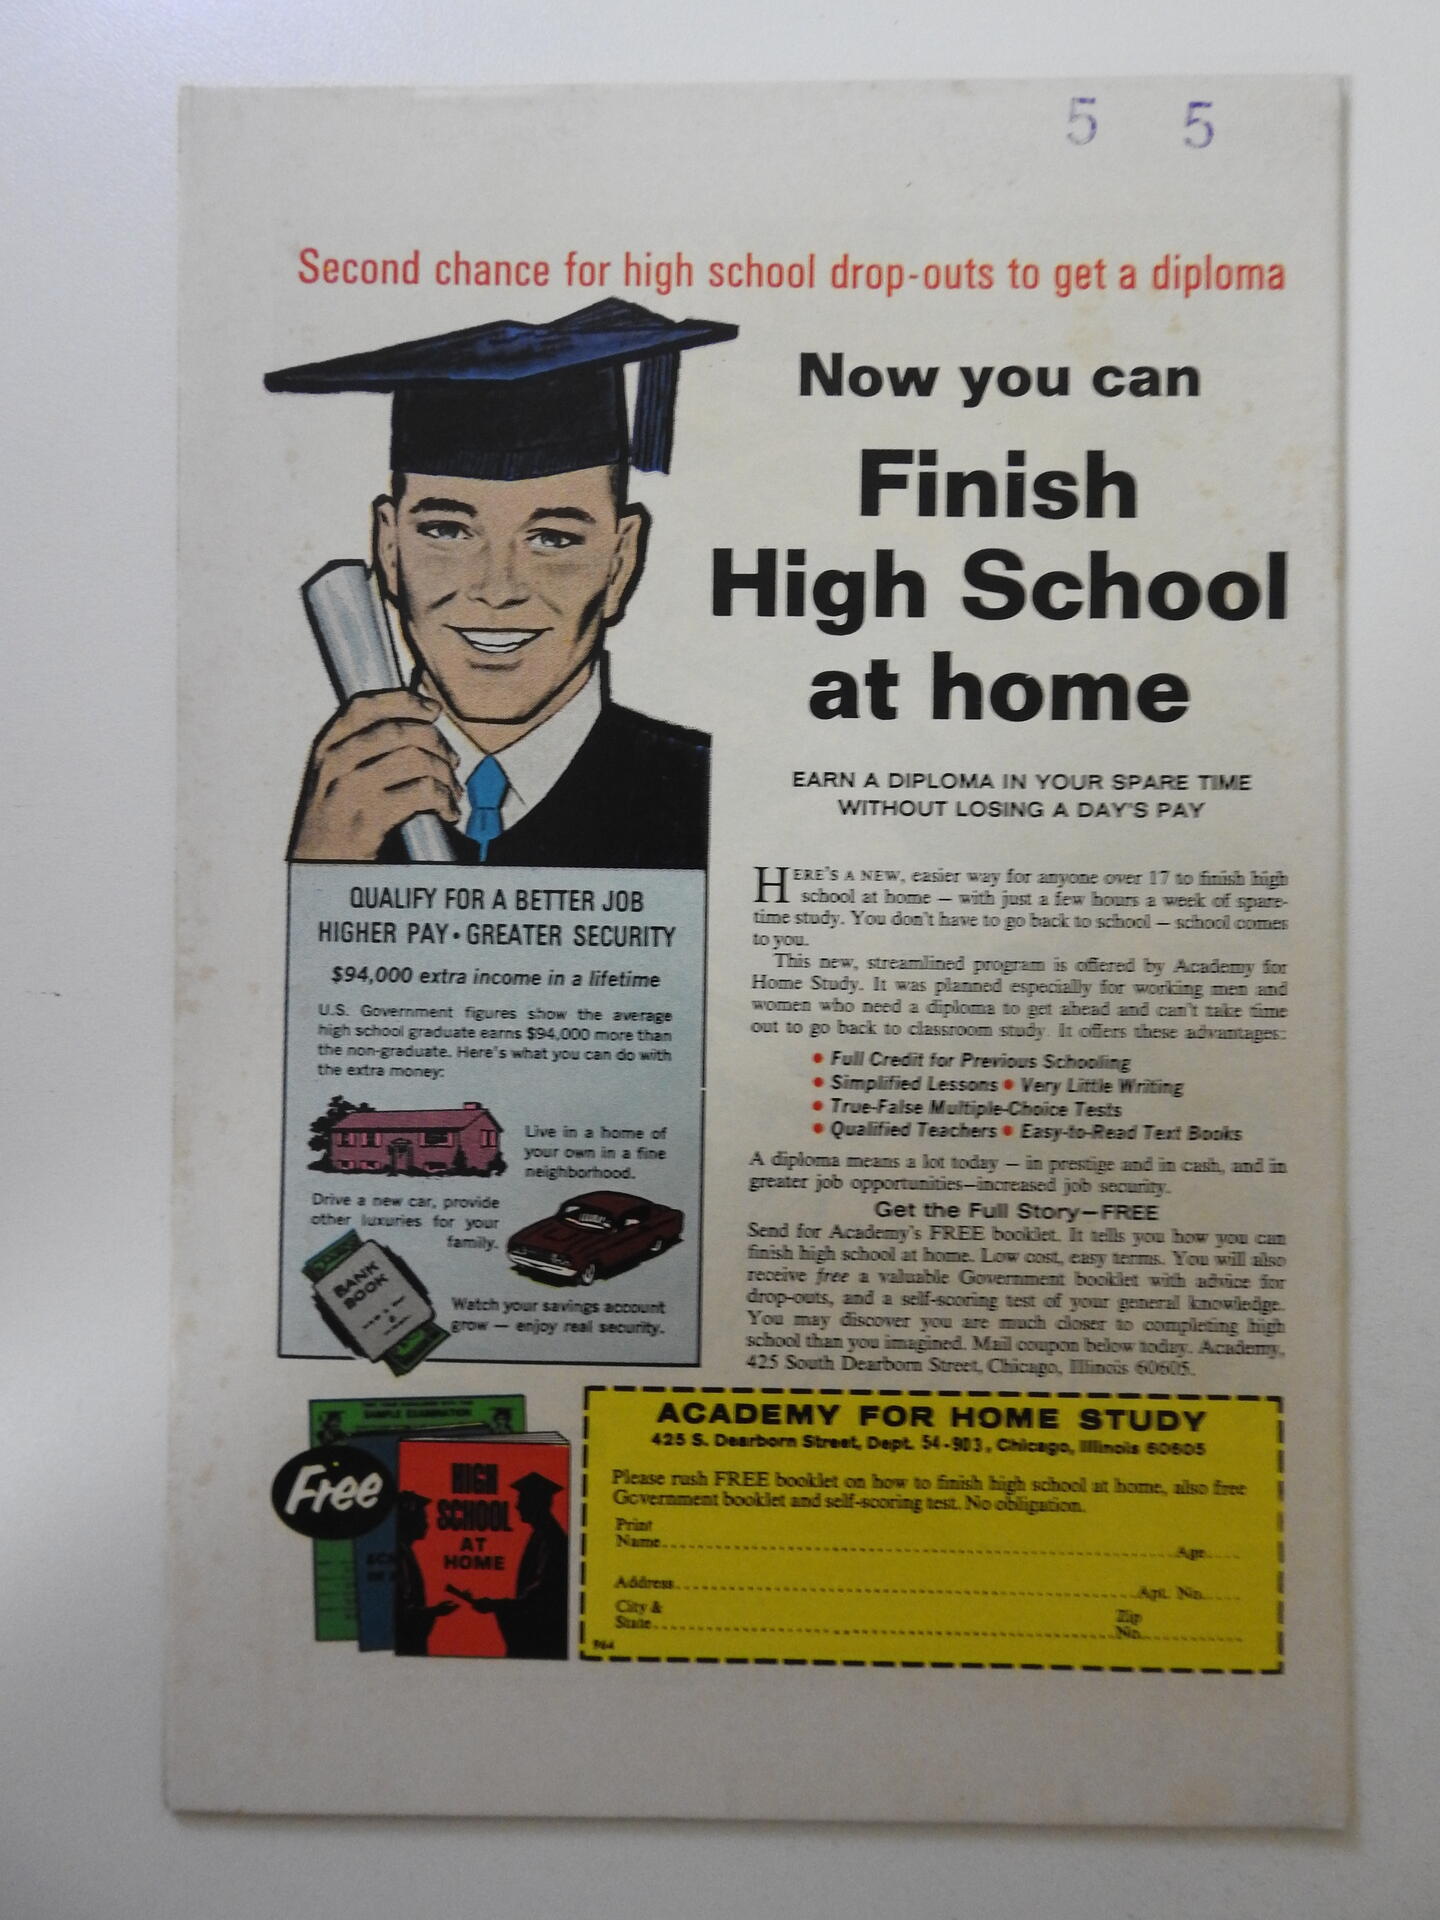 5 5
Second chance for high school drop-outs to get a diploma
Now you can
Finish
High School
at home
EARN A DIPLOMA IN YOUR SPARE TIME
WITHOUT LOSING A DAY'S PAY
HERE'S A NEW, easier way for anyone over 17 to finish high
school at home — with just a few hours a week of spare-
time study. You don't have to go back to school — school comes
to you.
This new, streamlined program is offered by Academy for
Home Study. It was planned especially for working men and
women who need a diploma to get ahead and can't take time
out to go back to classroom study. It offers these advantages:
• Full Credit for Previous Schooling
• Simplified Lessons • Very Little Writing
• True-False Multiple-Choice Tests
• Qualified Teachers • Easy-to-Read Text Books
A diploma means a lot today — in prestige and in cash, and in
greater job opportunities—increased job security.
Get the Full Story—FREE
Send for Academy's FREE booklet. It tells you how you can
finish high school at home. Low cost, easy terms. You will also
receive free a valuable Government booklet with advice for
drop-outs, and a self-scoring test of your general knowledge.
You may discover you are much closer to completing high
school than you imagined. Mail coupon below today. Academy,
425 South Dearborn Street, Chicago, Illinois 60605.
QUALIFY FOR A BETTER JOB
HIGHER PAY • GREATER SECURITY
$94,000 extra income in a lifetime
U.S. Government figures show the average
high school graduate earns $94,000 more than
the non-graduate. Here's what you can do with
the extra money:
Live in a home of
your own in a fine
neighborhood.
Drive a new car, provide
other luxuries for your
family.
BANK
BOOK
Watch your savings account
grow — enjoy real security.
SAMPLE EXAMINATION
Free
HIGH
SCHOOL
AT
HOME
ACADEMY FOR HOME STUDY
425 S. Dearborn Street, Dept. 54-903, Chicago, Illinois 60605
Please rush FREE booklet on how to finish high school at home, also free
Government booklet and self-scoring test. No obligation.
Print
Name Age
Address Apt. No.
City & Zip
State No.
964